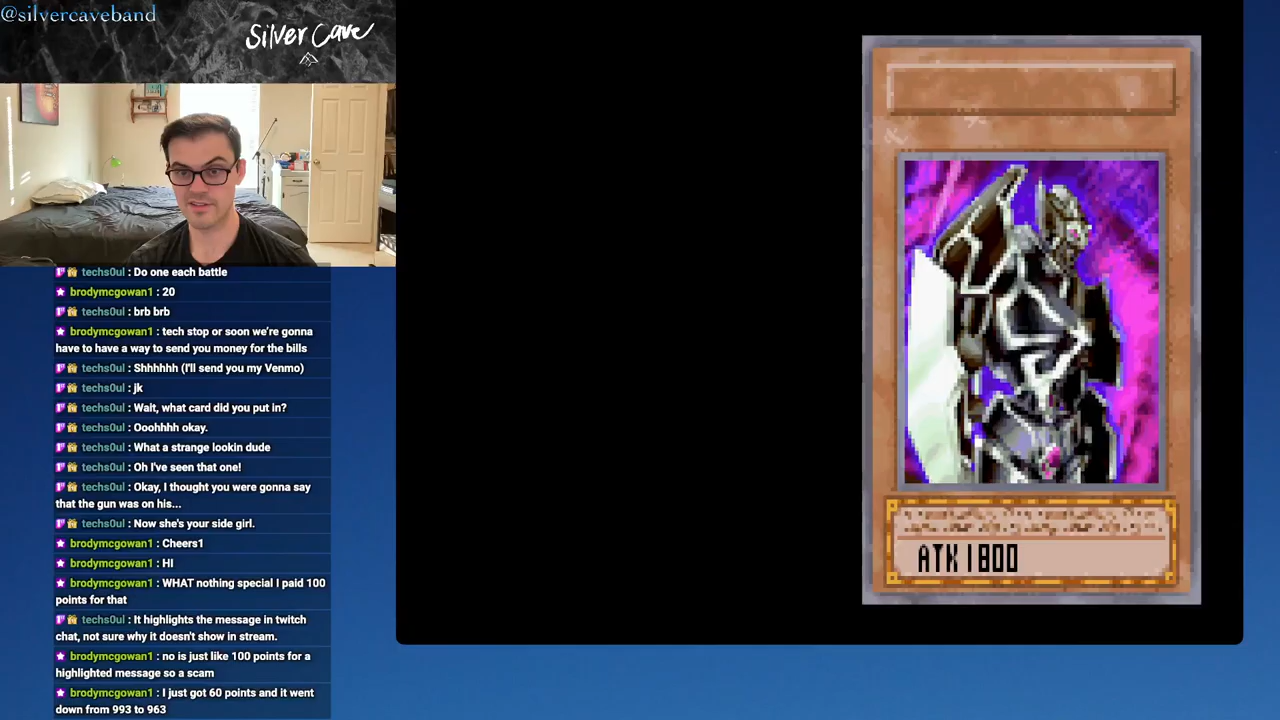 @silvercaveband
Silver Cave
techs0ul : Do one each battle
brodymcgowan1 : 20
techs0ul : brb brb
brodymcgowan1 : tech stop or soon we're gonna
have to have a way to send you money for the bills
techs0ul : Shhhhhh (I'll send you my Venmo)
techs0ul : jk
techs0ul : Wait, what card did you put in?
techs0ul : Ooohhhh okay.
techs0ul : What a strange lookin dude
techs0ul : Oh I've seen that one!
techs0ul : Okay, I thought you were gonna say
that the gun was on his...
techs0ul : Now she's your side girl.
brodymcgowan1 : Cheers1
brodymcgowan1 : HI
brodymcgowan1 : WHAT nothing special I paid 100
points for that
techs0ul : It highlights the message in twitch
chat, not sure why it doesn't show in stream.
brodymcgowan1 : no is just like 100 points for a
highlighted message so a scam
brodymcgowan1 : I just got 60 points and it went
down from 993 to 963
ATK 1800